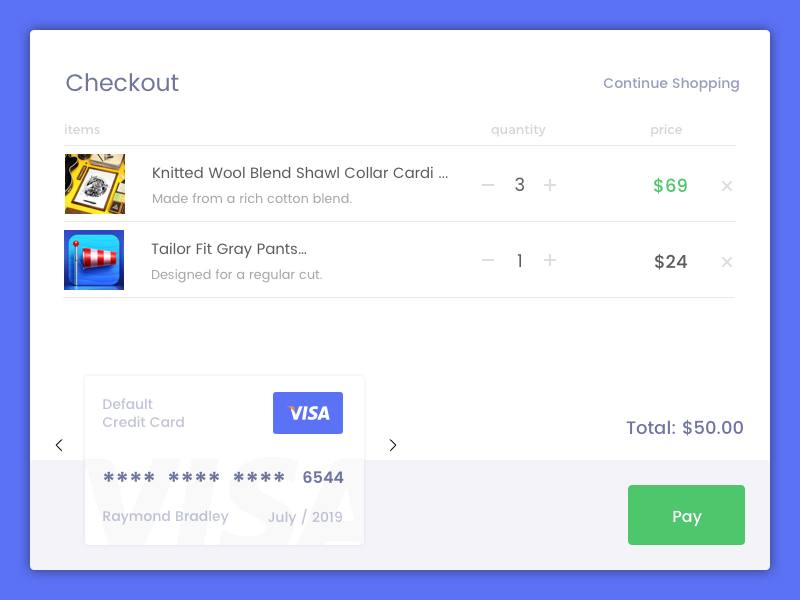 Checkout
Continue Shopping
items quantity price
Knitted Wool Blend Shawl Collar Cardi ...
Made from a rich cotton blend.
3
$69
Tailor Fit Gray Pants...
Designed for a regular cut.
1
$24
Default
Credit Card
VISA
**** **** **** 6544
Raymond Bradley July / 2019
VISA
Total: $50.00
Pay